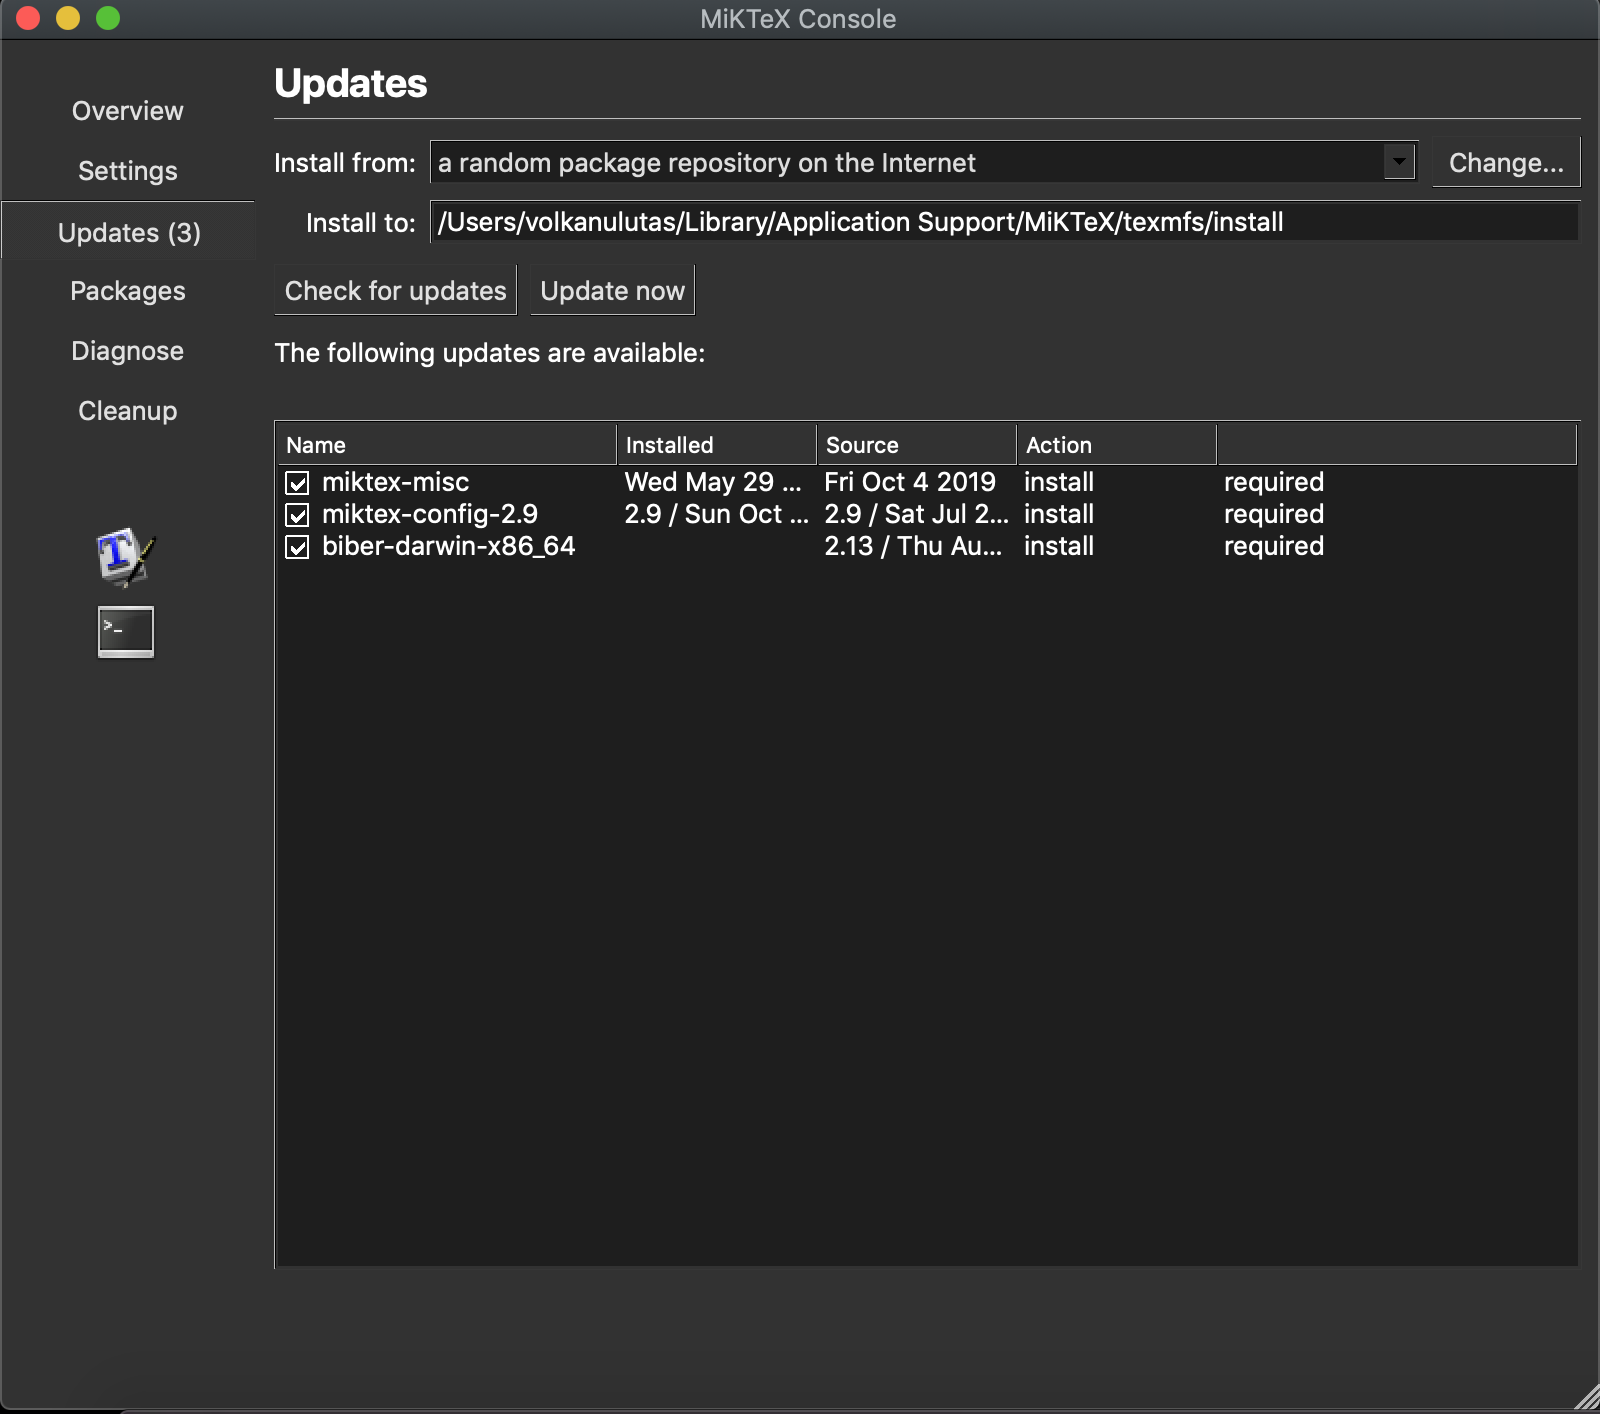 MiKTeX Console
Overview
Settings
Updates (3)
Packages
Diagnose
Cleanup
>_
Updates
Install from: a random package repository on the Internet Change...
Install to: /Users/volkanulutas/Library/Application Support/MiKTeX/texmfs/install
Check for updates Update now
The following updates are available:
Name Installed Source Action
miktex-misc Wed May 29 ... Fri Oct 4 2019 install required
miktex-config-2.9 2.9 / Sun Oct ... 2.9 / Sat Jul 2... install required
biber-darwin-x86_64 2.13 / Thu Au... install required